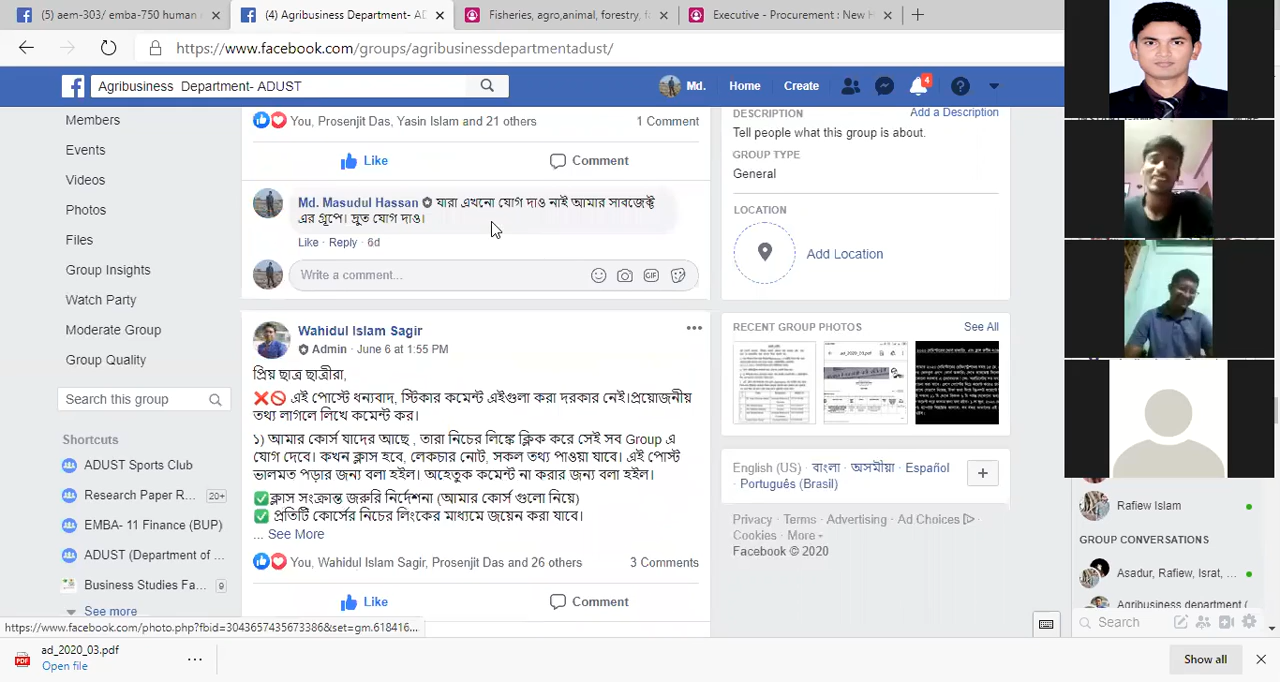 (5) aem-303/ emba-750 human
(4) Agribusiness Department- AD
Fisheries, agro,animal, forestry, f
Executive - Procurement : New H
https://www.facebook.com/groups/agribusinesdepartmentadust/
Agribusiness Department- ADUST
Md.
Home
Create
4
Members
Events
Videos
Photos
Files
Group Insights
Watch Party
Moderate Group
Group Quality
Search this group
Shortcuts
ADUST Sports Club
Research Paper R... 20+
EMBA- 11 Finance (BUP)
ADUST (Department of ...
Business Studies Fa... 9
See more
You, Prosenjit Das, Yasin Islam and 21 others
1 Comment
Like
Comment
Md. Masudul Hassan যারা এখনো যোগ দাও নাই আমার সাবজেক্ট
এর গ্রুপে। দ্রুত যোগ দাও।
Like · Reply · 6d
Write a comment...
GIF
Wahidul Islam Sagir
Admin · June 6 at 1:55 PM
প্রিয় ছাত্র ছাত্রীরা,
❌🚫 এই পোস্টে ধন্যবাদ, স্টিকার কমেন্ট এইগুলা করা দরকার নেই।প্রয়োজনীয়
তথ্য লাগলে লিখে কমেন্ট কর।
১) আমার কোর্স যাদের আছে , তারা নিচের লিঙ্কে ক্লিক করে সেই সব Group এ
যোগ দেবে। কখন ক্লাস হবে, লেকচার নোট, সকল তথ্য পাওয়া যাবে। এই পোস্ট
ভালমত পড়ার জন্য বলা হইল। অহেতুক কমেন্ট না করার জন্য বলা হইল।
✅ক্লাস সংক্রান্ত জরুরি নির্দেশনা (আমার কোর্স গুলো নিয়ে)
✅ প্রতিটি কোর্সের নিচের লিংকের মাধ্যমে জয়েন করা যাবে।
... See More
You, Wahidul Islam Sagir, Prosenjit Das and 26 others
3 Comments
Like
Comment
DESCRIPTION
Add a Description
Tell people what this group is about.
GROUP TYPE
General
LOCATION
Add Location
RECENT GROUP PHOTOS
See All
ad_2020_03.pdf
English (US) · বাংলা · অসমীয়া · Español
· Português (Brasil)
Privacy · Terms · Advertising · Ad Choices ·
Cookies · More
Facebook © 2020
Rafiew Islam
GROUP CONVERSATIONS
Asadur, Rafiew, Israt, ...
Agribusiness department (
Search
https://www.facebook.com/photo.php?fbid=3043657435673386&set=gm.618416...
ad_2020_03.pdf
Open file
...
Show all